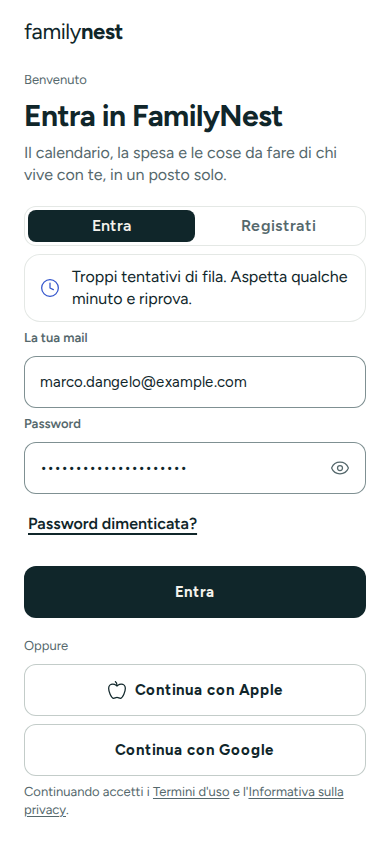 familynest
Benvenuto
Entra in FamilyNest
Il calendario, la spesa e le cose da fare di chi
vive con te, in un posto solo.
Entra
Registrati
Troppi tentativi di fila. Aspetta qualche
minuto e riprova.
La tua mail
marco.dangelo@example.com
Password
•••••••••••••••••••••
Password dimenticata?
Entra
Oppure
Continua con Apple
Continua con Google
Continuando accetti i Termini d'uso e l'Informativa sulla
privacy.